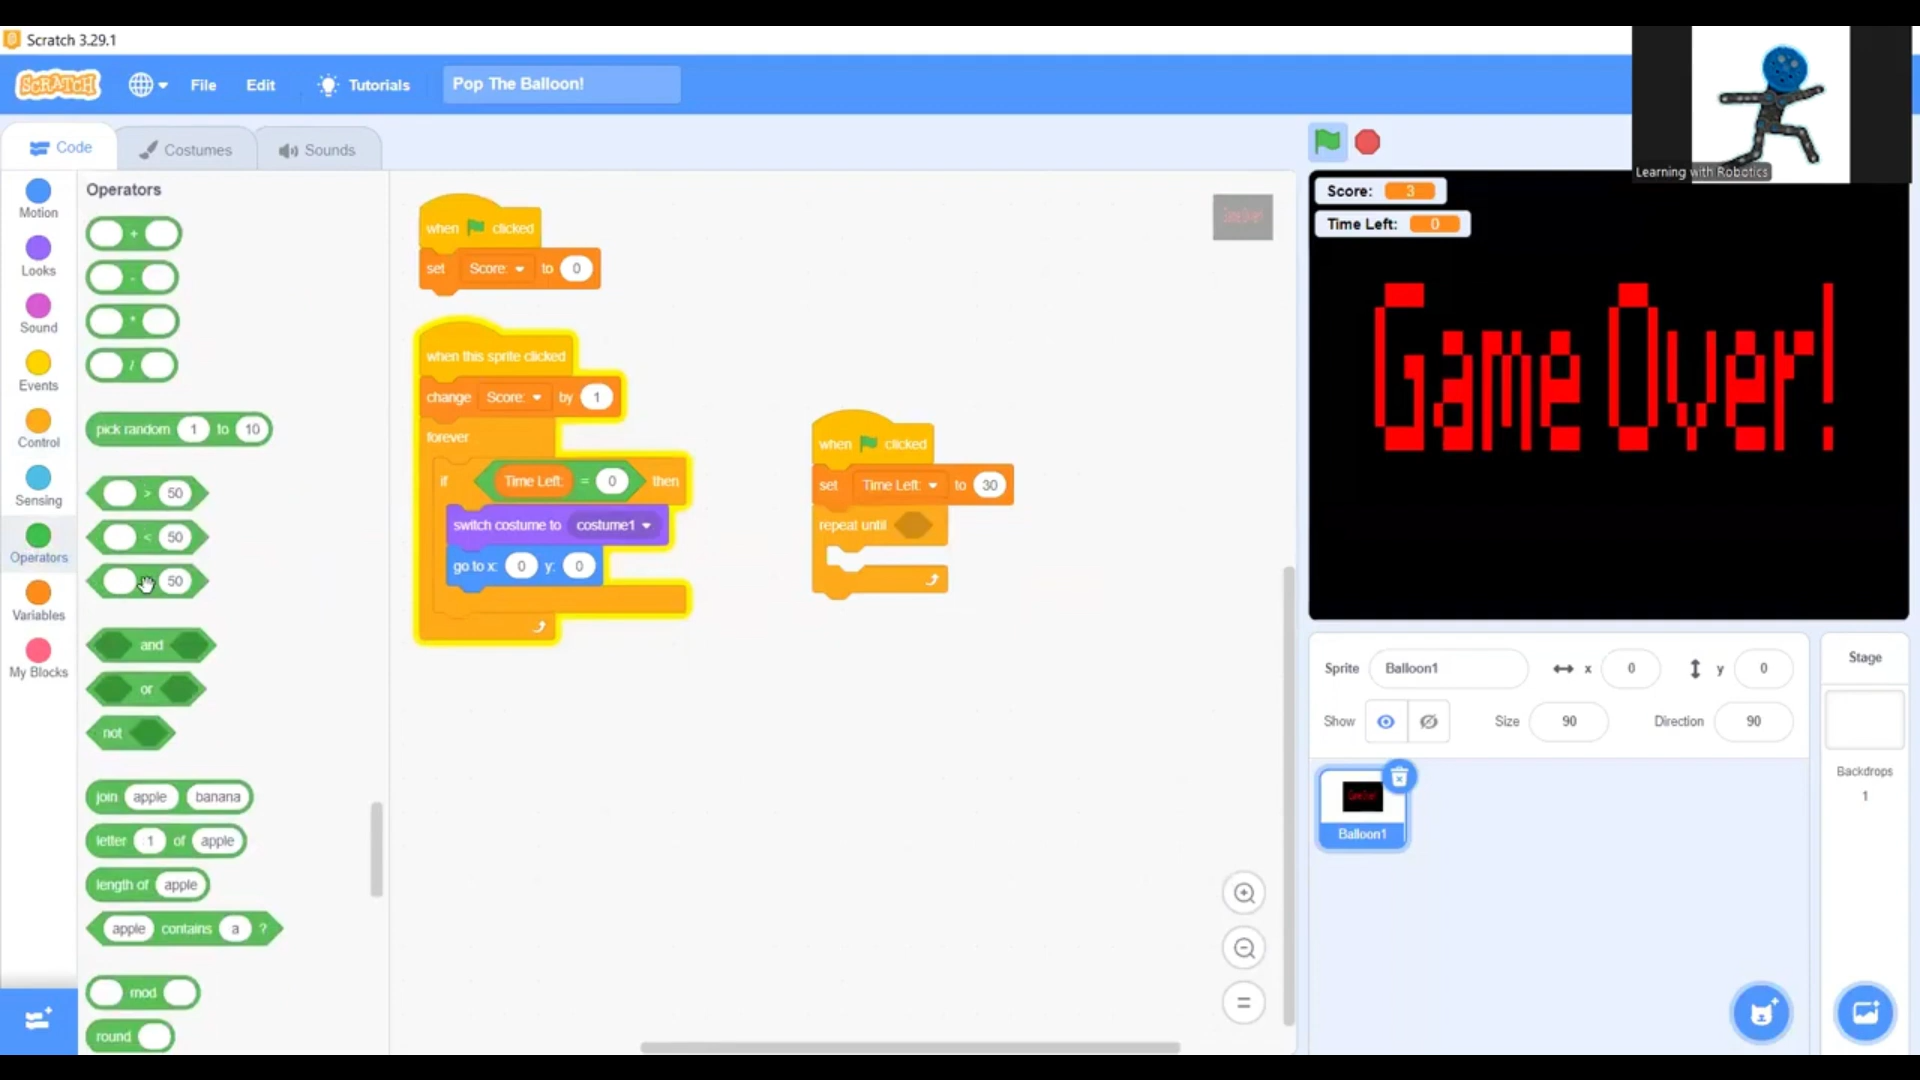 Scratch 3.29.1
SCRATCH
File
Edit
Tutorials
Pop The Balloon!
Learning with Robotics
Code
Costumes
Sounds
Motion
Looks
Sound
Events
Control
Sensing
Operators
Variables
My Blocks
Operators
+
-
*
/
pick random 1 to 10
> 50
< 50
50
and
or
not
join apple banana
letter 1 of apple
length of apple
apple contains a ?
mod
round
when clicked
set Score: to 0
when this sprite clicked
change Score: by 1
forever
if Time Left: = 0 then
switch costume to costume1
go to x: 0 y: 0
when clicked
set Time Left: to 30
repeat until
Game Over!
Score: 3
Time Left: 0
Game Over!
Sprite Balloon1 x 0 y 0
Show Size 90 Direction 90
Game Over!
Balloon1
Stage
Backdrops
1